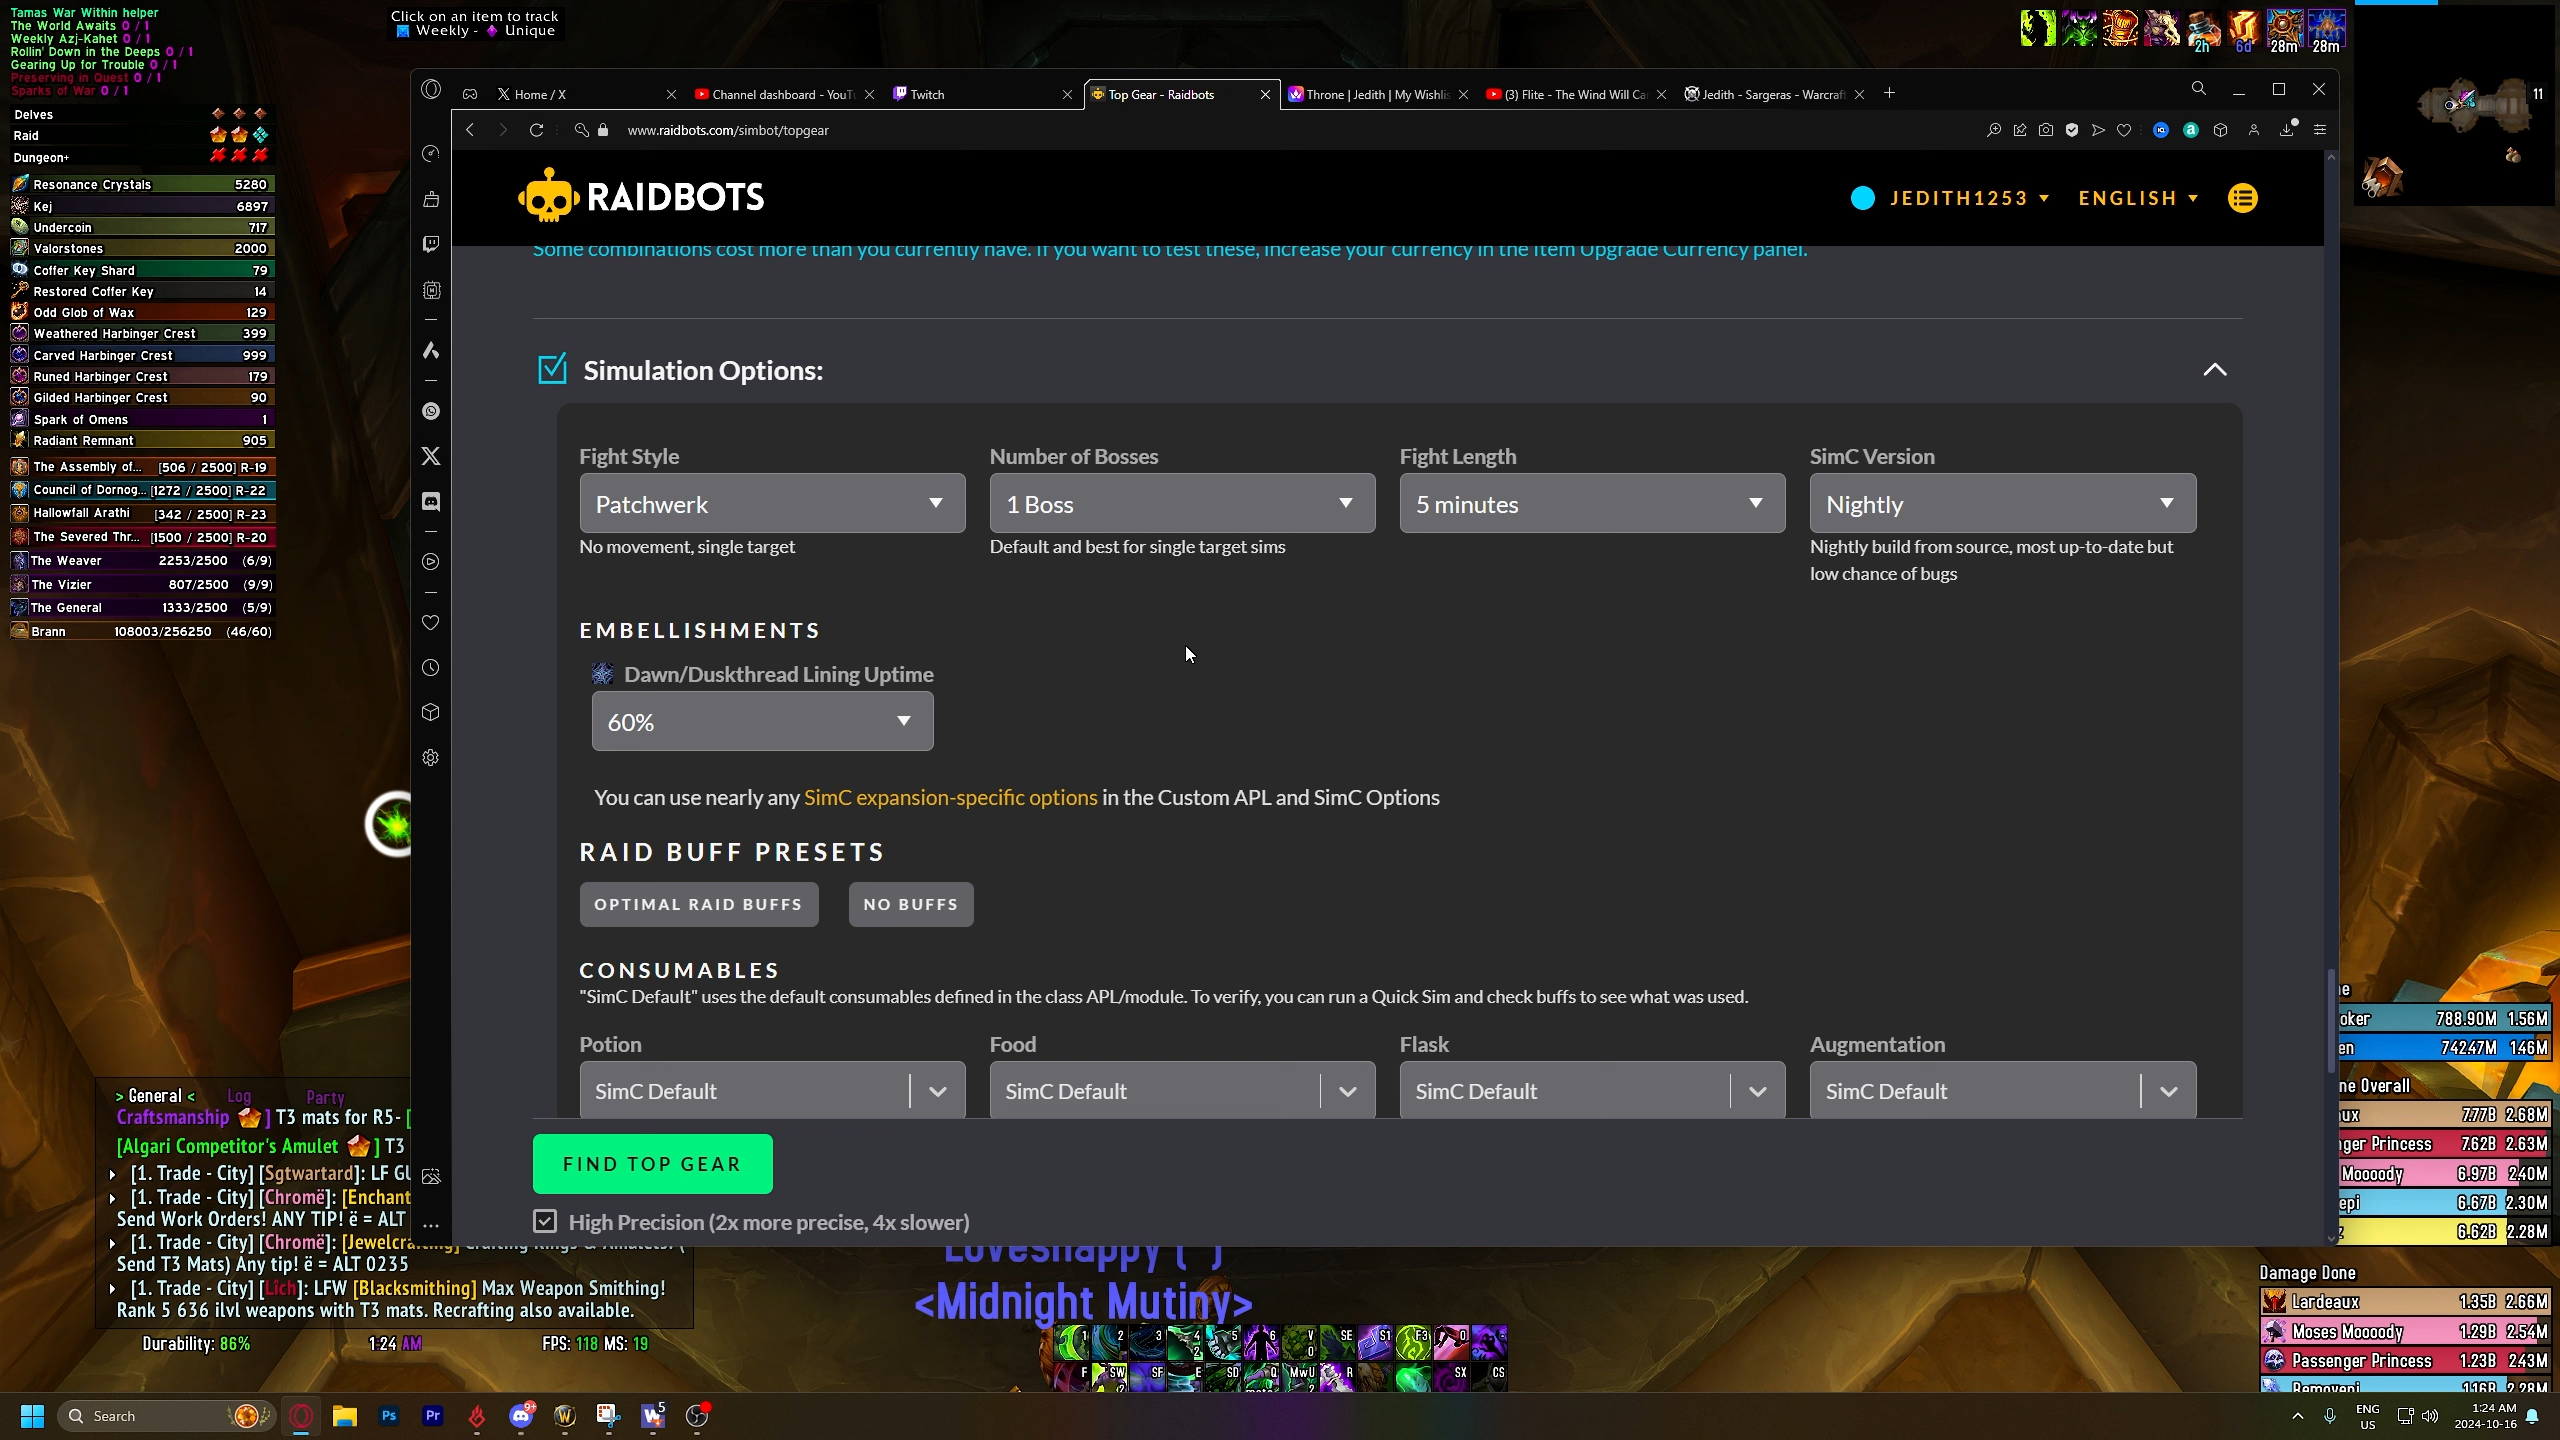 Tamas War Within helper
The World Awaits 0 / 1
Weekly Azj-Kahet 0 / 1
Rollin' Down in the Deeps 0 / 1
Gearing Up for Trouble 0 / 1
Preserving in Quest 0 / 1
Sparks of War 0 / 1
Click on an item to track
Weekly - Unique
Delves
Raid
Dungeon+
Resonance Crystals 5280
Kej 6897
Undercoin 717
Valorstones 2000
Coffer Key Shard 79
Restored Coffer Key 14
Odd Glob of Wax 129
Weathered Harbinger Crest 399
Carved Harbinger Crest 999
Runed Harbinger Crest 179
Gilded Harbinger Crest 90
Spark of Omens 1
Radiant Remnant 905
The Assembly of... [506 / 2500] R-19
Council of Dornog... [1272 / 2500] R-22
Hallowfall Arathi [342 / 2500] R-23
The Severed Thr... [1500 / 2500] R-20
The Weaver 2253/2500 (6/9)
The Vizier 807/2500 (9/9)
The General 1333/2500 (5/9)
Brann 108003/256250 (46/60)
2h 6d 28m 28m
11
Home / X
Channel dashboard - YouTu
Twitch
Top Gear - Raidbots
Throne | Jedith | My Wishlis
(3) Flite - The Wind Will Car
Jedith - Sargeras - Warcraf
www.raidbots.com/simbot/topgear
RAIDBOTS
JEDITH1253
ENGLISH
Some combinations cost more than you currently have. If you want to test these, increase your currency in the Item Upgrade Currency panel.
Simulation Options:
Fight Style Number of Bosses Fight Length SimC Version
Patchwerk 1 Boss 5 minutes Nightly
No movement, single target Default and best for single target sims Nightly build from source, most up-to-date but
low chance of bugs
EMBELLISHMENTS
Dawn/Duskthread Lining Uptime
60%
You can use nearly any SimC expansion-specific options in the Custom APL and SimC Options
RAID BUFF PRESETS
OPTIMAL RAID BUFFS NO BUFFS
CONSUMABLES
"SimC Default" uses the default consumables defined in the class APL/module. To verify, you can run a Quick Sim and check buffs to see what was used.
Potion Food Flask Augmentation
SimC Default SimC Default SimC Default SimC Default
FIND TOP GEAR
High Precision (2x more precise, 4x slower)
> General < Log Party
Craftsmanship ] T3 mats for R5- [
[Algari Competitor's Amulet ] T3
[1. Trade - City] [Sgtwartard]: LF GU
[1. Trade - City] [Chromë]: [Enchant
Send Work Orders! ANY TIP! ë = ALT
[1. Trade - City] [Chromë]: [Jewelcrafting] Crafting Rings & Amulets! (
Send T3 Mats) Any tip! ë = ALT 0235
[1. Trade - City] [Lîch]: LFW [Blacksmithing] Max Weapon Smithing!
Rank 5 636 ilvl weapons with T3 mats. Recrafting also available.
Durability: 86% 1:24 AM FPS: 118 MS: 19
<Midnight Mutiny>
oker 788.90M 1.56M
en 742.47M 1.46M
ne Overall
ux 7.77B 2.68M
nger Princess 7.62B 2.63M
Moooody 6.97B 2.40M
epi 6.67B 2.30M
z 6.62B 2.28M
Damage Done
Lardeaux 1.35B 2.66M
Moses Moooody 1.29B 2.54M
Passenger Princess 1.23B 2.43M
Removepi 1.16B 2.28M
Search
Ps
Pr
ENG
US
1:24 AM
2024-10-16